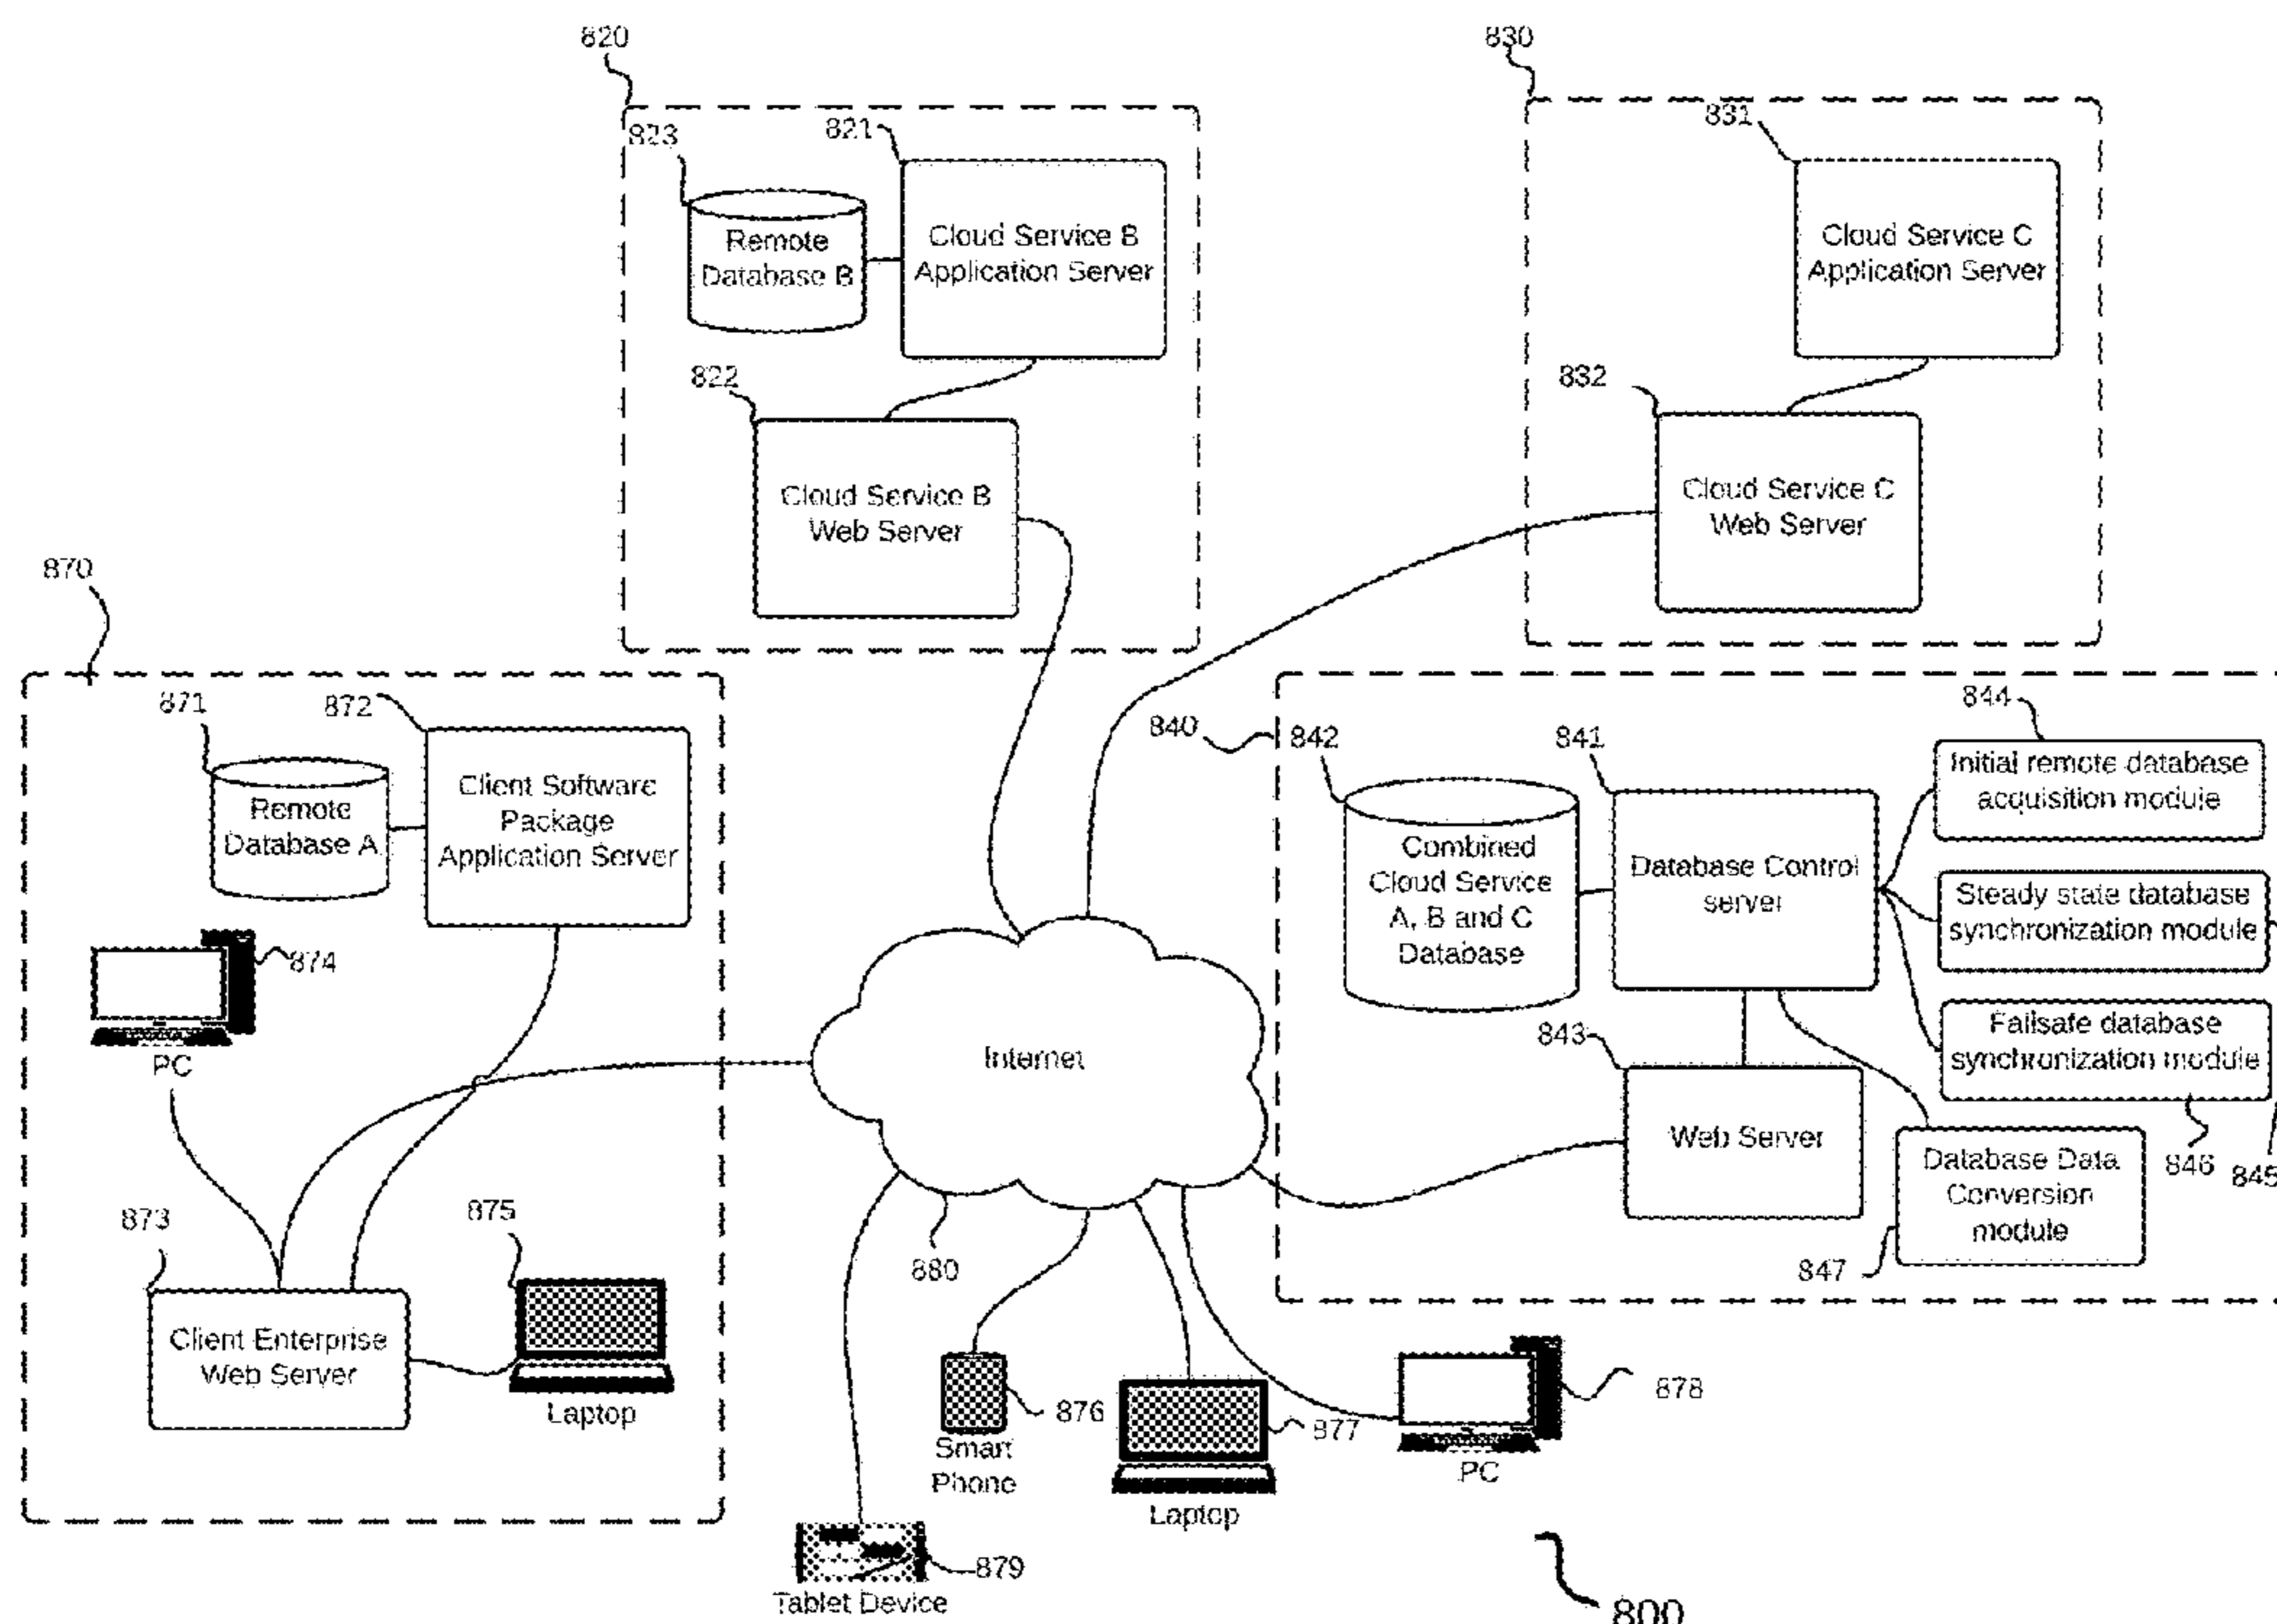 820
830
823
821
831
Remote
Database B
Cloud Service B
Application Server
Cloud Service C
Application Server
822
832
Cloud Service B
Web Server
Cloud Service C
Web Server
870
871
872
Remote
Database A
Client Software
Package
Application Server
874
PC
873
875
Client Enterprise
Web Server
Laptop
840
842
841
844
Combined
Cloud Service
A, B and C
Database
Database Control
server
Initial remote database
acquisition module
Steady state database
synchronization module
Failsafe database
synchronization module
843
Web Server
846
845
Database Data
Conversion
module
847
Internet
880
876
Smart
Phone
877
Laptop
878
PC
879
Tablet Device
800